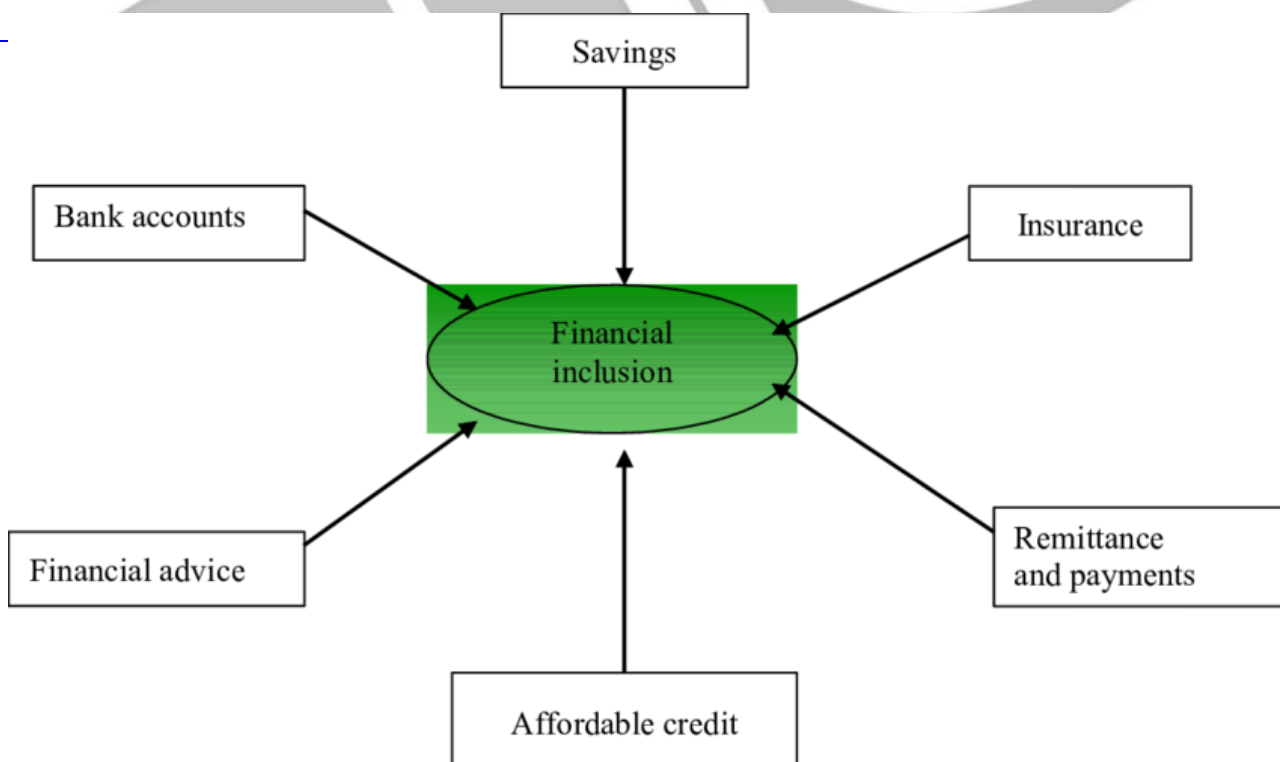 Savings
Bank accounts
Insurance
Financial
inclusion
Financial advice
Remittance
and payments
Affordable credit